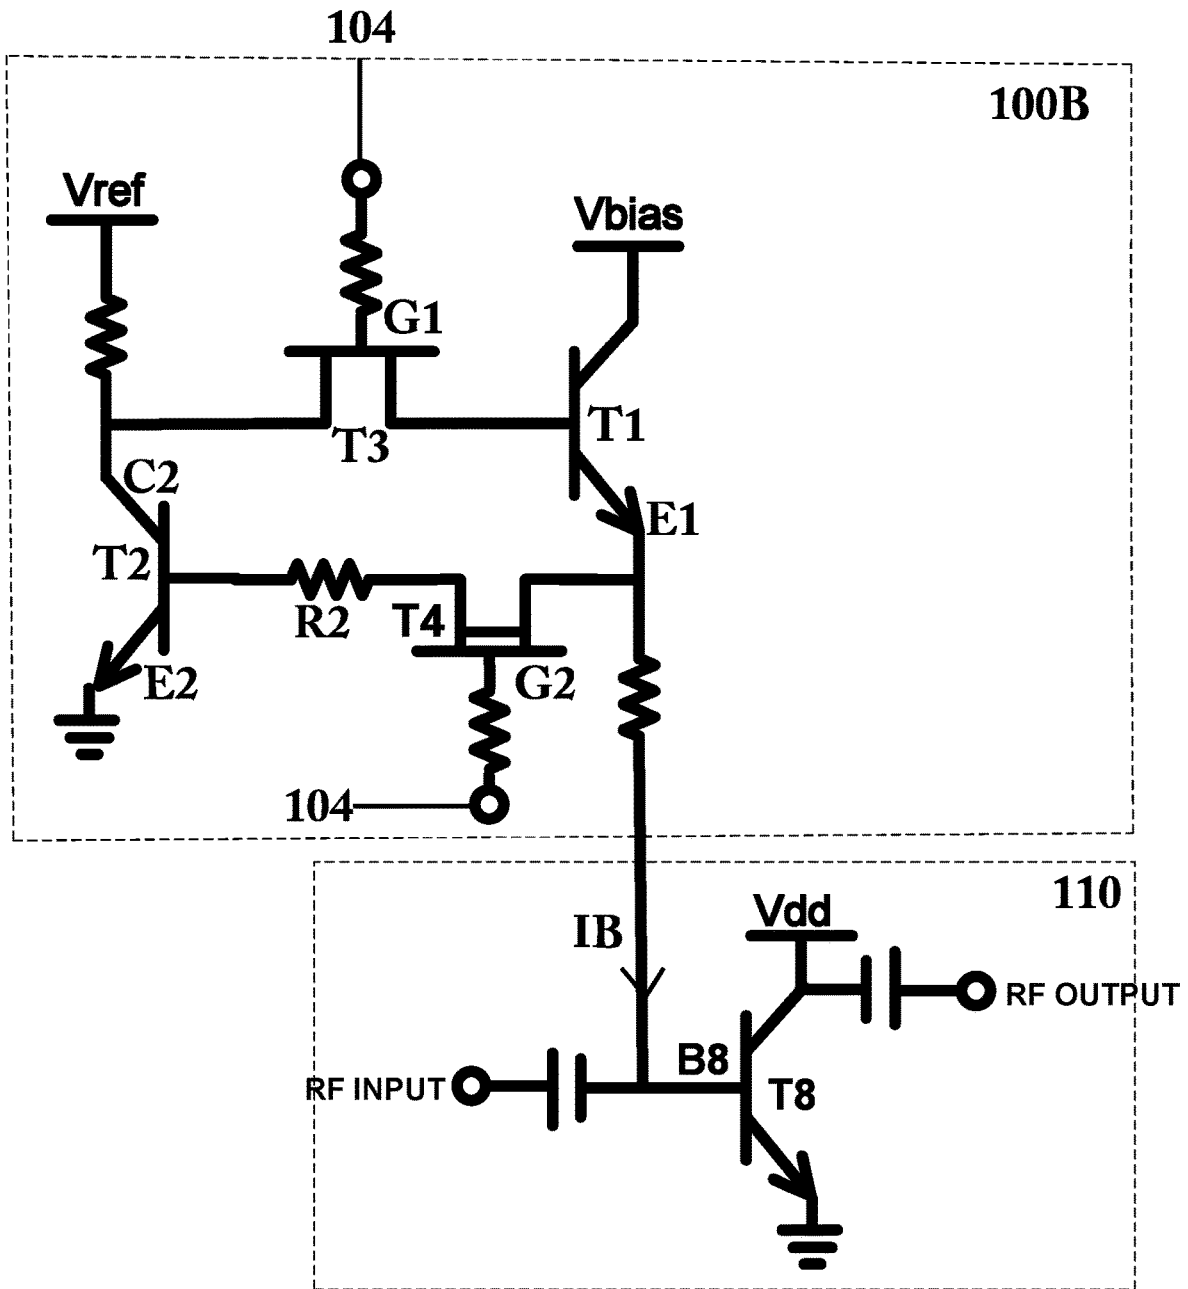 104
100B
Vref
Vbias
G1
T3
T1
C2
E1
T2
R2
T4
E2
G2
104
110
Vdd
IB
RF OUTPUT
B8
RF INPUT
T8